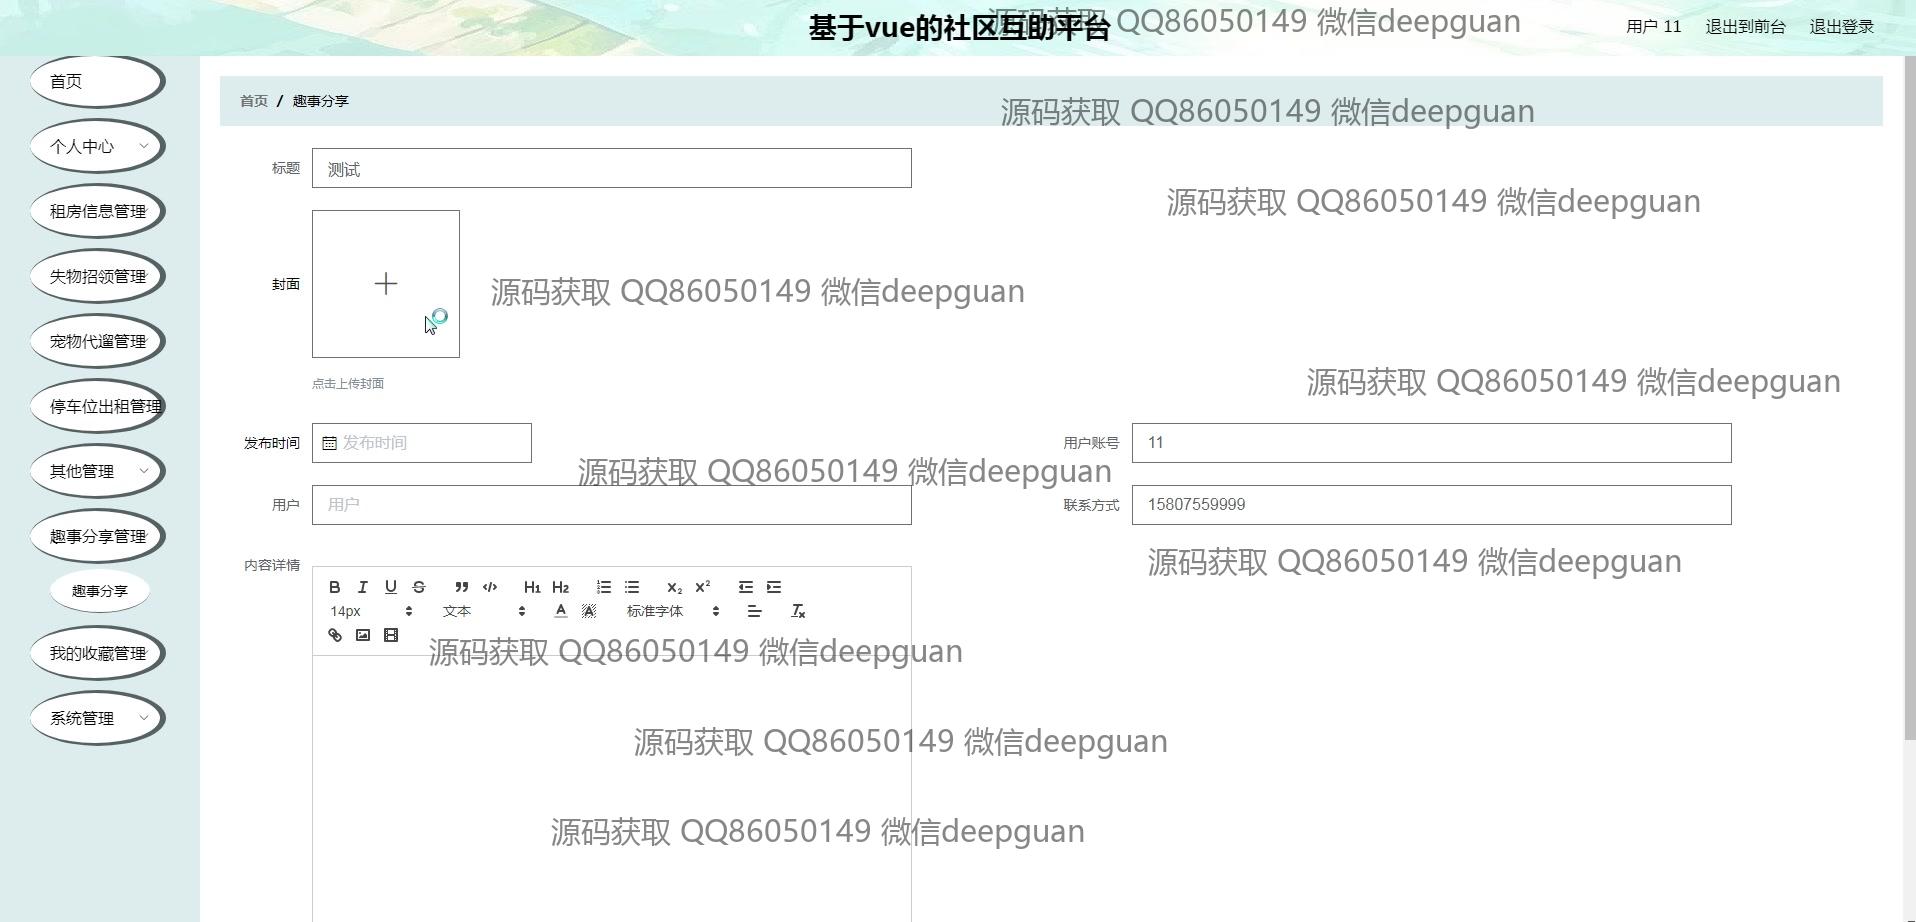 基于vue的社区互助平台
源码获取 QQ86050149 微信deepguan
用户 11 退出到前台 退出登录
首页
个人中心
租房信息管理
失物招领管理
宠物代遛管理
停车位出租管理
其他管理
趣事分享管理
趣事分享
我的收藏管理
系统管理
首页 / 趣事分享
源码获取 QQ86050149 微信deepguan
标题 测试
源码获取 QQ86050149 微信deepguan
封面
源码获取 QQ86050149 微信deepguan
点击上传封面
源码获取 QQ86050149 微信deepguan
发布时间 发布时间
用户账号 11
源码获取 QQ86050149 微信deepguan
用户 用户
联系方式 15807559999
源码获取 QQ86050149 微信deepguan
内容详情
B I U S H1 H2 X2 X2
14px 文本 A A 标准字体 Tx
源码获取 QQ86050149 微信deepguan
源码获取 QQ86050149 微信deepguan
源码获取 QQ86050149 微信deepguan